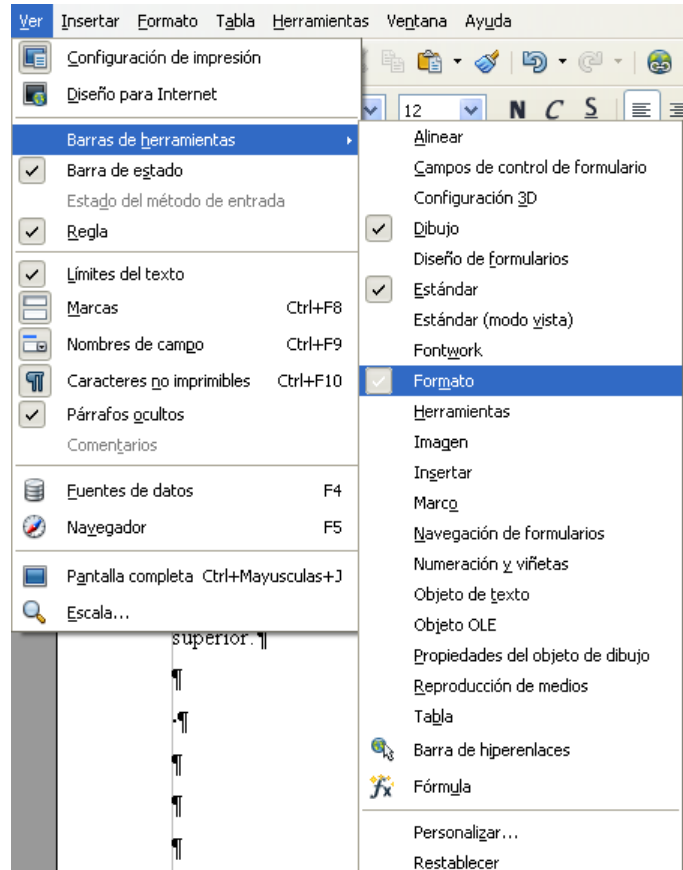 Ver Insertar Formato Tabla Herramientas Ventana Ayuda
Configuración de impresión
Diseño para Internet
12 N C S
Barras de herramientas
Barra de estado
Estado del método de entrada
Regla
Límites del texto
Marcas Ctrl+F8
Nombres de campo Ctrl+F9
Caracteres no imprimibles Ctrl+F10
Párrafos ocultos
Comentarios
Fuentes de datos F4
Navegador F5
Pantalla completa Ctrl+Mayusculas+J
Escala...
Alinear
Campos de control de formulario
Configuración 3D
Dibujo
Diseño de formularios
Estándar
Estándar (modo vista)
Fontwork
Formato
Herramientas
Imagen
Insertar
Marco
Navegación de formularios
Numeración y viñetas
Objeto de texto
Objeto OLE
Propiedades del objeto de dibujo
Reproducción de medios
Tabla
Barra de hiperenlaces
Fórmula
Personalizar...
Restablecer
superior.¶
¶
·¶
¶
¶
¶